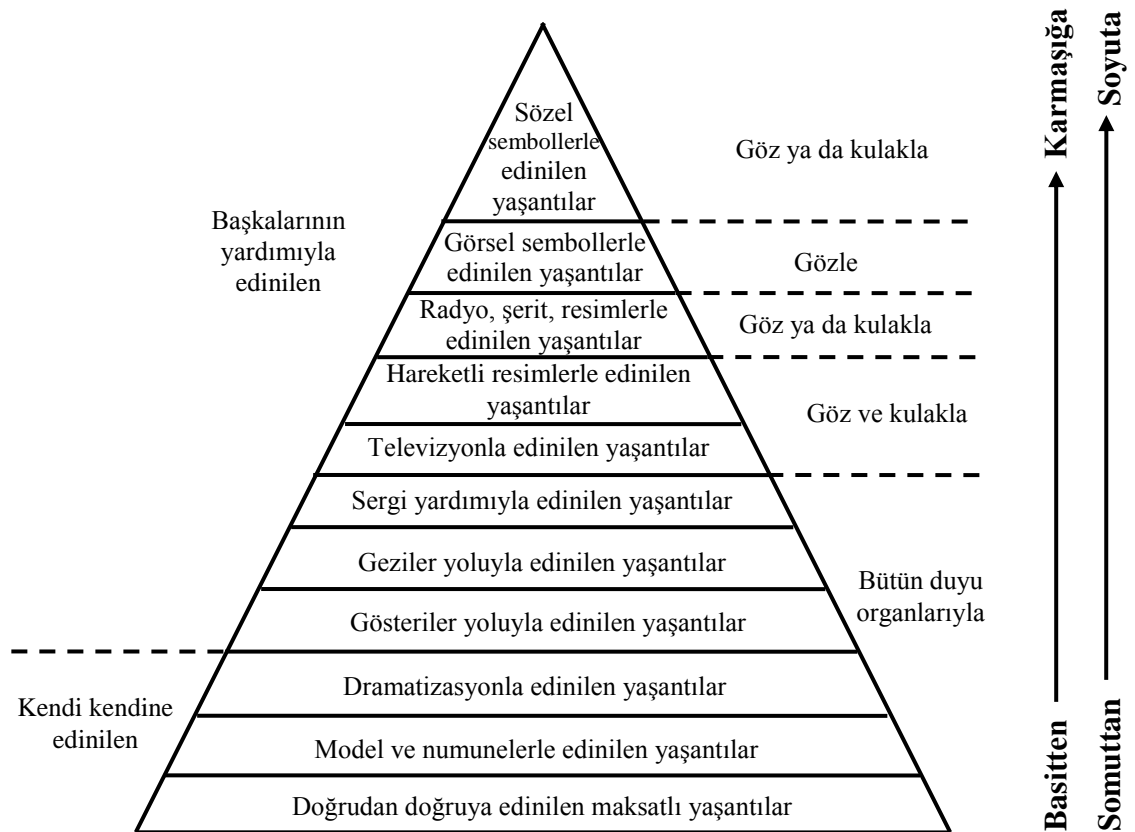 Sözel
sembollerle
edinilen
yaşantılar
Göz ya da kulakla
Başkalarının
yardımıyla
edinilen
Görsel sembollerle
edinilen yaşantılar
Gözle
Radyo, şerit, resimlerle
edinilen yaşantılar
Göz ya da kulakla
Hareketli resimlerle edinilen
yaşantılar
Göz ve kulakla
Televizyonla edinilen yaşantılar
Sergi yardımıyla edinilen yaşantılar
Geziler yoluyla edinilen yaşantılar
Bütün duyu
organlarıyla
Gösteriler yoluyla edinilen yaşantılar
Kendi kendine
edinilen
Dramatizasyonla edinilen yaşantılar
Model ve numunelerle edinilen yaşantılar
Doğrudan doğruya edinilen maksatlı yaşantılar
Basitten
Karmaşığa
Somuttan
Soyuta